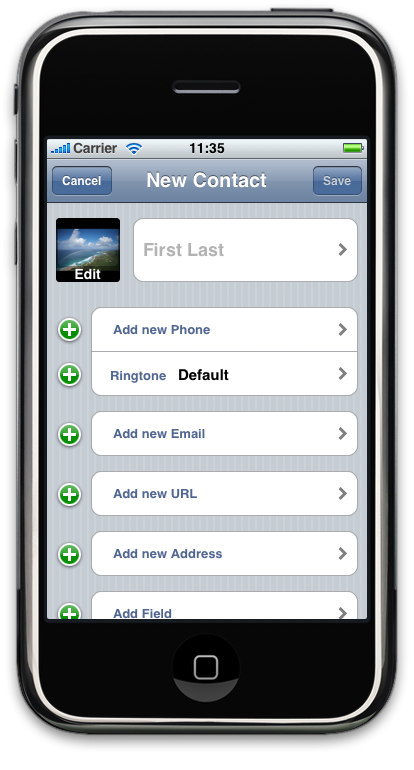 Carrier 11:35
Cancel New Contact Save
First Last
Edit
Add new Phone
Ringtone Default
Add new Email
Add new URL
Add new Address
Add Field